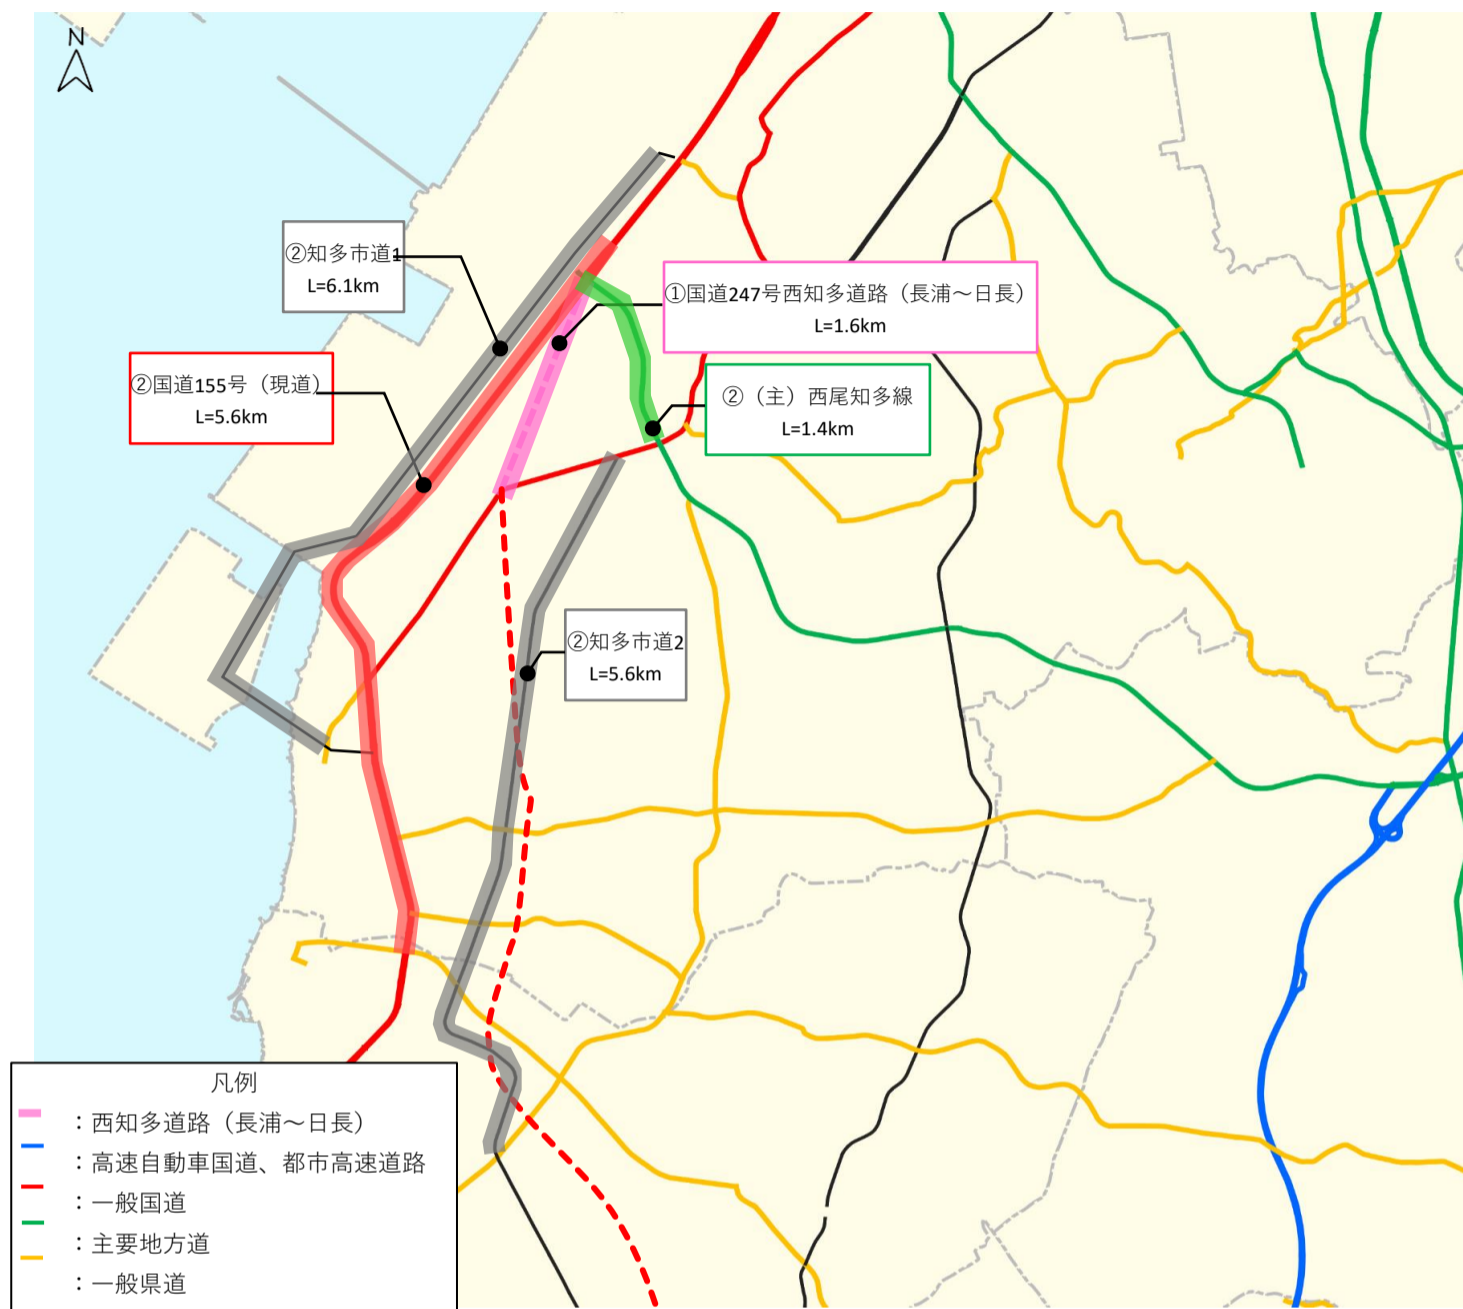 N
②知多市道1
L=6.1km
①国道247号西知多道路（長浦～日長）
L=1.6km
②国道155号（現道）
L=5.6km
②（主）西尾知多線
L=1.4km
②知多市道2
L=5.6km
凡例
：西知多道路（長浦～日長）
：高速自動車国道、都市高速道路
：一般国道
：主要地方道
：一般県道